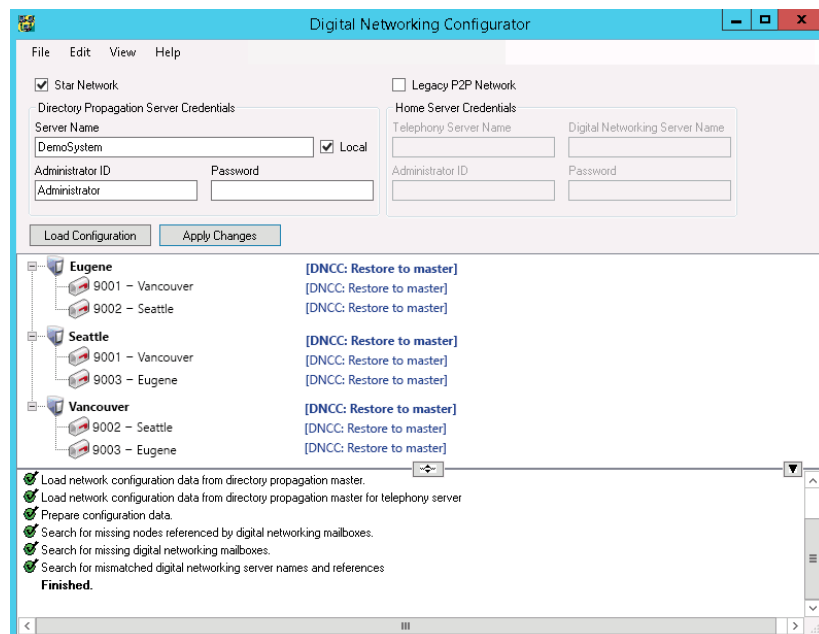 Digital Networking Configurator
File Edit View Help
Star Network Legacy P2P Network
Directory Propagation Server Credentials Home Server Credentials
Server Name Telephony Server Name Digital Networking Server Name
DemoSystem Local
Administrator ID Password Administrator ID Password
Administrator
Load Configuration Apply Changes
Eugene [DNCC: Restore to master]
9001 – Vancouver [DNCC: Restore to master]
9002 – Seattle [DNCC: Restore to master]
Seattle [DNCC: Restore to master]
9001 – Vancouver [DNCC: Restore to master]
9003 – Eugene [DNCC: Restore to master]
Vancouver [DNCC: Restore to master]
9002 – Seattle [DNCC: Restore to master]
9003 – Eugene [DNCC: Restore to master]
Load network configuration data from directory propagation master.
Load network configuration data from directory propagation master for telephony server
Prepare configuration data.
Search for missing nodes referenced by digital networking mailboxes.
Search for missing digital networking mailboxes.
Search for mismatched digital networking server names and references
Finished.